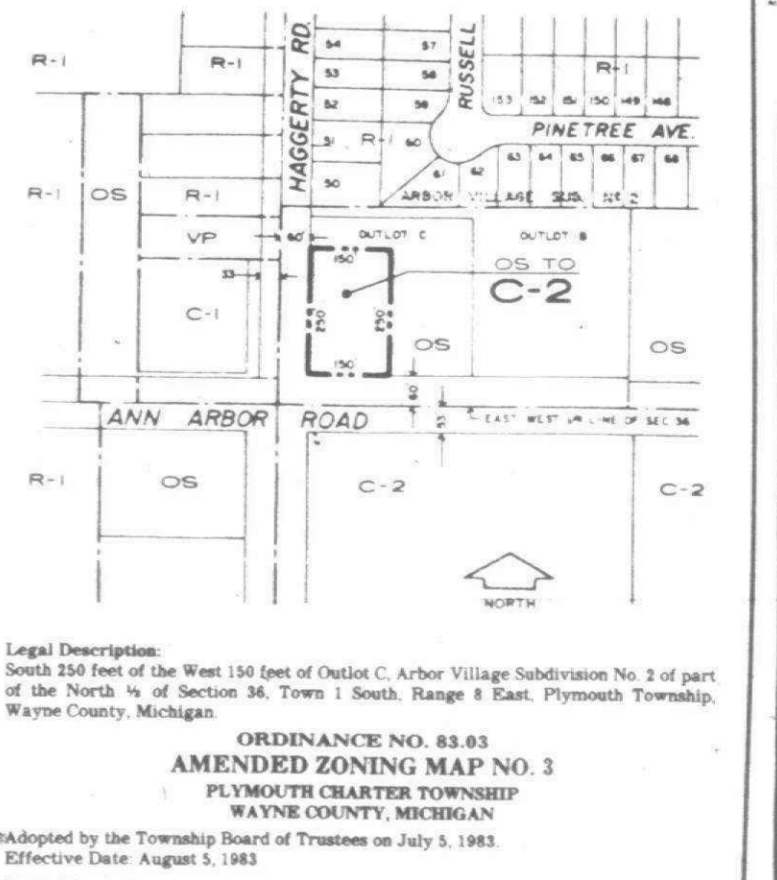 R-1
R-1
HAGGERTY RD.
54
57
RUSSELL
R-1
53
58
52
59
153 152 151 150 149 148
PINETREE AVE.
51
R-1
60
63 64 65 66 67 68
61 62
50
R-1
OS
R-1
ARBOR VILLAGE SUB. Nº 2
VP
60'
OUTLOT C
OUTLOT B
150'
OS TO
C-2
33
C-1
250'
250'
150'
OS
OS
60
ANN ARBOR ROAD
33
EAST WEST 1/4 LINE OF SEC 36
R-1
OS
C-2
C-2
NORTH
Legal Description:
South 250 feet of the West 150 feet of Outlot C, Arbor Village Subdivision No. 2 of part
of the North ½ of Section 36, Town 1 South, Range 8 East, Plymouth Township,
Wayne County, Michigan.
ORDINANCE NO. 83.03
AMENDED ZONING MAP NO. 3
PLYMOUTH CHARTER TOWNSHIP
WAYNE COUNTY, MICHIGAN
Adopted by the Township Board of Trustees on July 5, 1983.
Effective Date: August 5, 1983